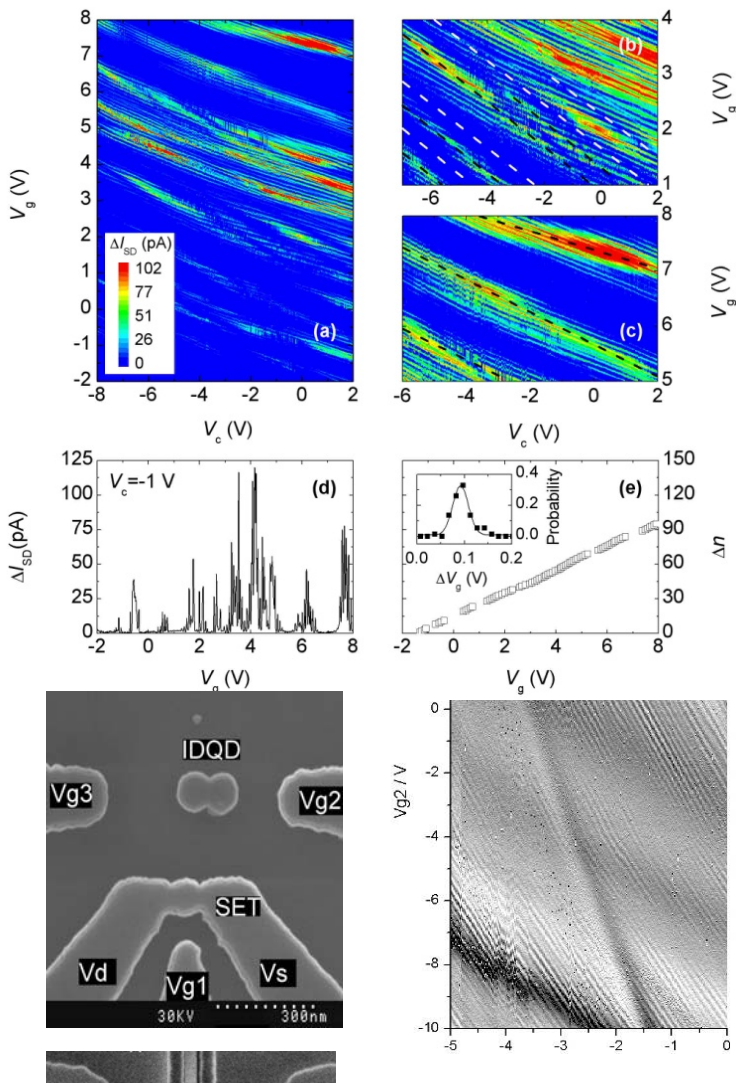 8
7
6
5
4
3
2
1
0
-1
-2
V_g (V)
ΔI_SD (pA)
102
77
51
26
0
(a)
-8 -6 -4 -2 0 2
V_c (V)
(b)
4
3
2
1
V_g (V)
-6 -4 -2 0 2
(c)
8
7
6
5
V_g (V)
-6 -4 -2 0 2
V_c (V)
125
100
75
50
25
0
ΔI_SD (pA)
V_c=-1 V
(d)
-2 0 2 4 6 8
V_g (V)
0.4
0.2
0.0
Probability
0.0 0.1 0.2
ΔV_g (V)
(e)
150
120
90
60
30
0
Δn
-2 0 2 4 6 8
V_g (V)
IDQD
Vg3
Vg2
SET
Vd
Vg1
Vs
30KV
300nm
Vg2 / V
0
-2
-4
-6
-8
-10
-5 -4 -3 -2 -1 0